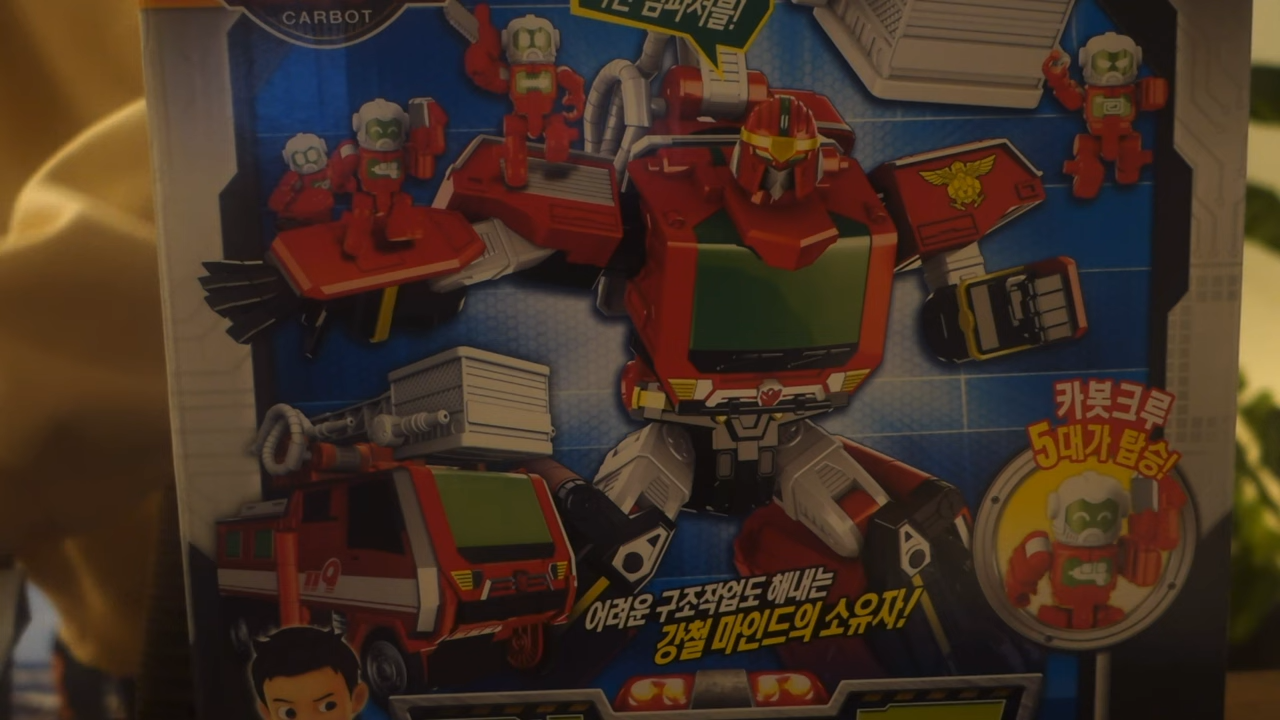 CARBOT
카봇크루
5대가 탑승!
119
어려운 구조작업도 해내는
강철 마인드의 소유자!